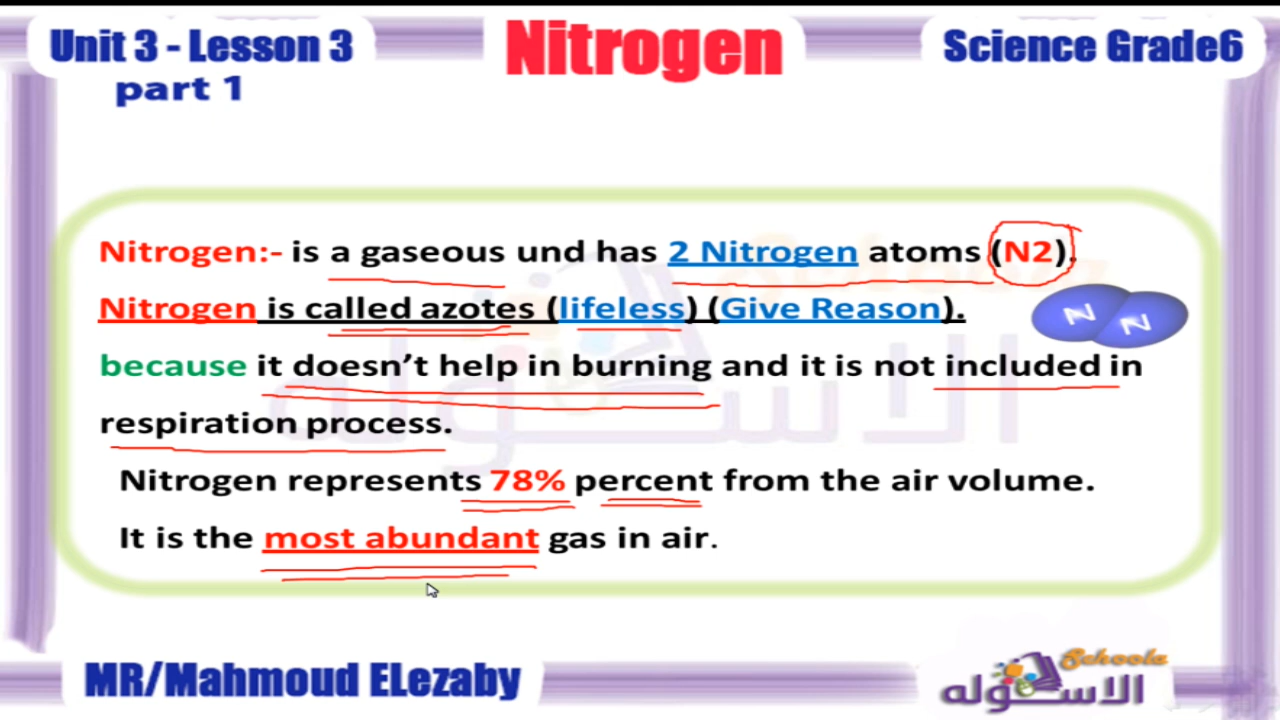 Unit 3 - Lesson 3
part 1
Nitrogen
Science Grade6
Nitrogen:- is a gaseous und has 2 Nitrogen atoms (N2).
Nitrogen is called azotes (lifeless) (Give Reason).
N N
because it doesn't help in burning and it is not included in
respiration process.
Nitrogen represents 78% percent from the air volume.
It is the most abundant gas in air.
MR/Mahmoud ELezaby
Schoolz
الاسكوله